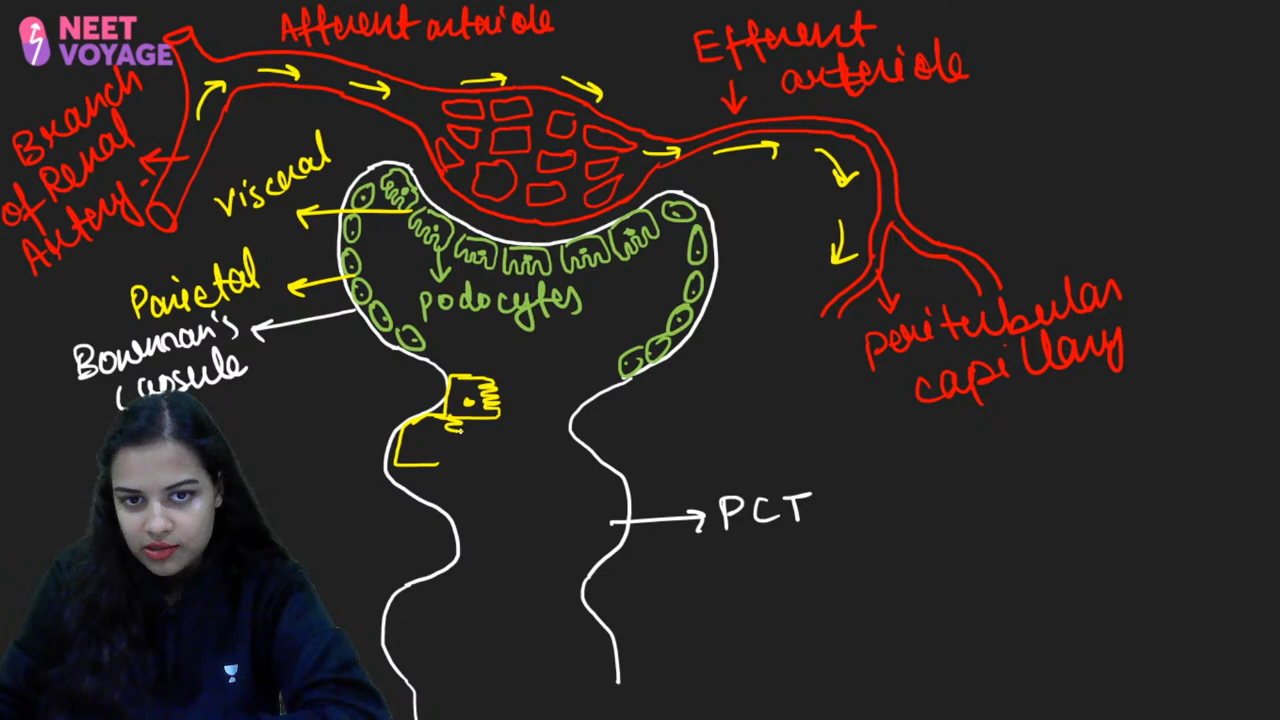 NEET
VOYAGE
Afferent arteriole
Efferent
arteriole
Branch
of Renal
Artery
visceral
Parietal
Bowman's
capsule
podocytes
peritubular
capillary
PCT